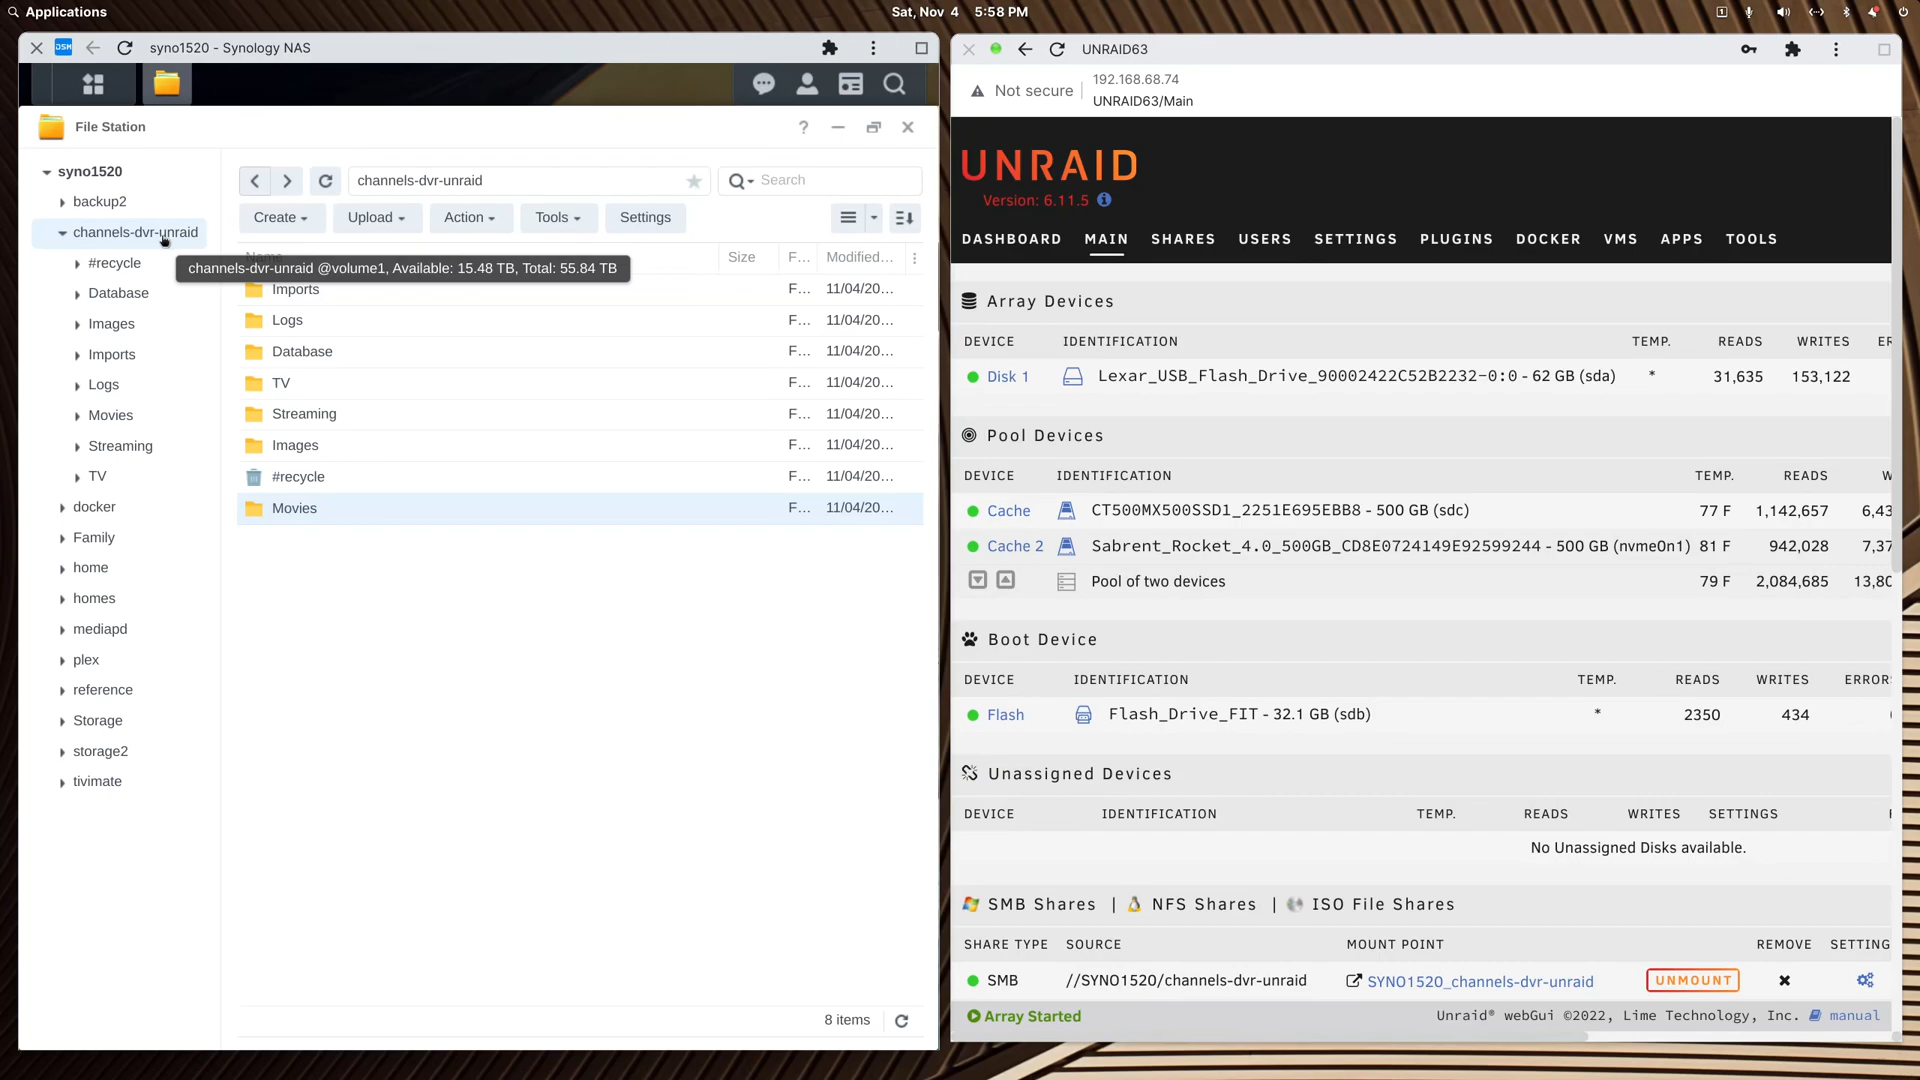 Applications
Sat, Nov 4 5:58 PM
syno1520 - Synology NAS
File Station
syno1520
backup2
channels-dvr-unraid
#recycle
Database
Images
Imports
Logs
Movies
Streaming
TV
docker
Family
home
homes
mediapd
plex
reference
Storage
storage2
tivimate
channels-dvr-unraid
Search
Create
Upload
Action
Tools
Settings
Name Size F... Modified...
channels-dvr-unraid @volume1, Available: 15.48 TB, Total: 55.84 TB
Imports F... 11/04/20...
Logs F... 11/04/20...
Database F... 11/04/20...
TV F... 11/04/20...
Streaming F... 11/04/20...
Images F... 11/04/20...
#recycle F... 11/04/20...
Movies F... 11/04/20...
8 items
UNRAID63
Not secure
192.168.68.74
UNRAID63/Main
UNRAID
Version: 6.11.5
DASHBOARD MAIN SHARES USERS SETTINGS PLUGINS DOCKER VMS APPS TOOLS
Array Devices
DEVICE IDENTIFICATION TEMP. READS WRITES ER
Disk 1 Lexar_USB_Flash_Drive_90002422C52B2232-0:0 - 62 GB (sda) * 31,635 153,122
Pool Devices
DEVICE IDENTIFICATION TEMP. READS W
Cache CT500MX500SSD1_2251E695EBB8 - 500 GB (sdc) 77 F 1,142,657 6,43
Cache 2 Sabrent_Rocket_4.0_500GB_CD8E0724149E92599244 - 500 GB (nvme0n1) 81 F 942,028 7,37
Pool of two devices 79 F 2,084,685 13,80
Boot Device
DEVICE IDENTIFICATION TEMP. READS WRITES ERROR
Flash Flash_Drive_FIT - 32.1 GB (sdb) * 2350 434
Unassigned Devices
DEVICE IDENTIFICATION TEMP. READS WRITES SETTINGS
No Unassigned Disks available.
SMB Shares | NFS Shares | ISO File Shares
SHARE TYPE SOURCE MOUNT POINT REMOVE SETTING
SMB //SYNO1520/channels-dvr-unraid SYNO1520_channels-dvr-unraid UNMOUNT
Array Started Unraid® webGui ©2022, Lime Technology, Inc. manual